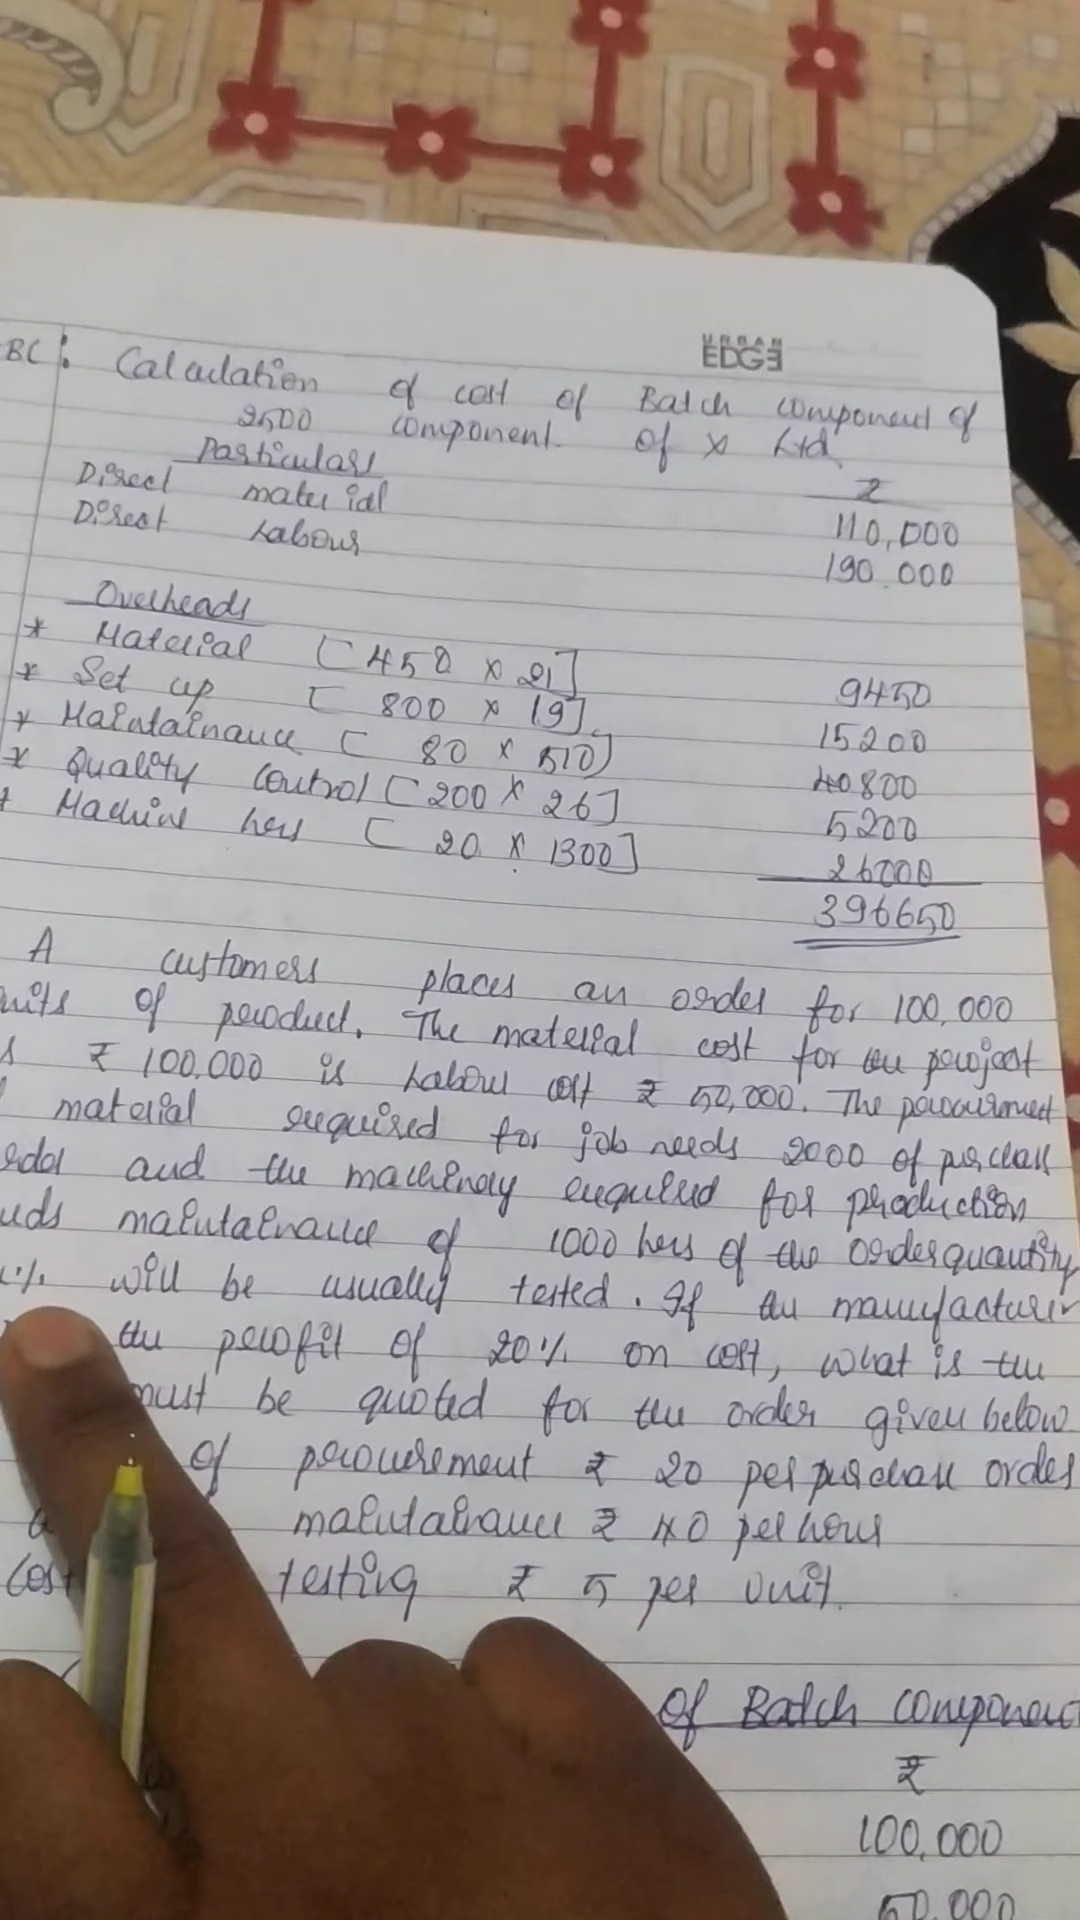 URBAN
EDGE
BC: Calculation of cost of Batch component of
2500 component of X Ltd.
Particulars ₹
Direct material 110,000
Direct Labour 190.000
Overheads
* Material [450 × 21] 9450
* Set up [800 × 19] 15200
* Maintainance [80 × 510] 40800
* Quality control [200 × 26] 5200
* Machine hrs [20 × 1300] 26000
396650
A customers places an order for 100,000
of product. The material cost for the project
₹ 100,000 is Labour cost ₹ 50,000. The procurement
material required for job needs 2000 of purchase
and the machinery required for production
maintainance of 1000 hrs of the order quantity
% will be usually tested. If the manufacturer
the profit of 20% on cost, what is the
must be quoted for the order given below
of procurement ₹ 20 per purchase order
maintainance ₹ 40 per hour
Cost testing ₹ 5 per unit.
of Batch component
₹
100,000
50,000